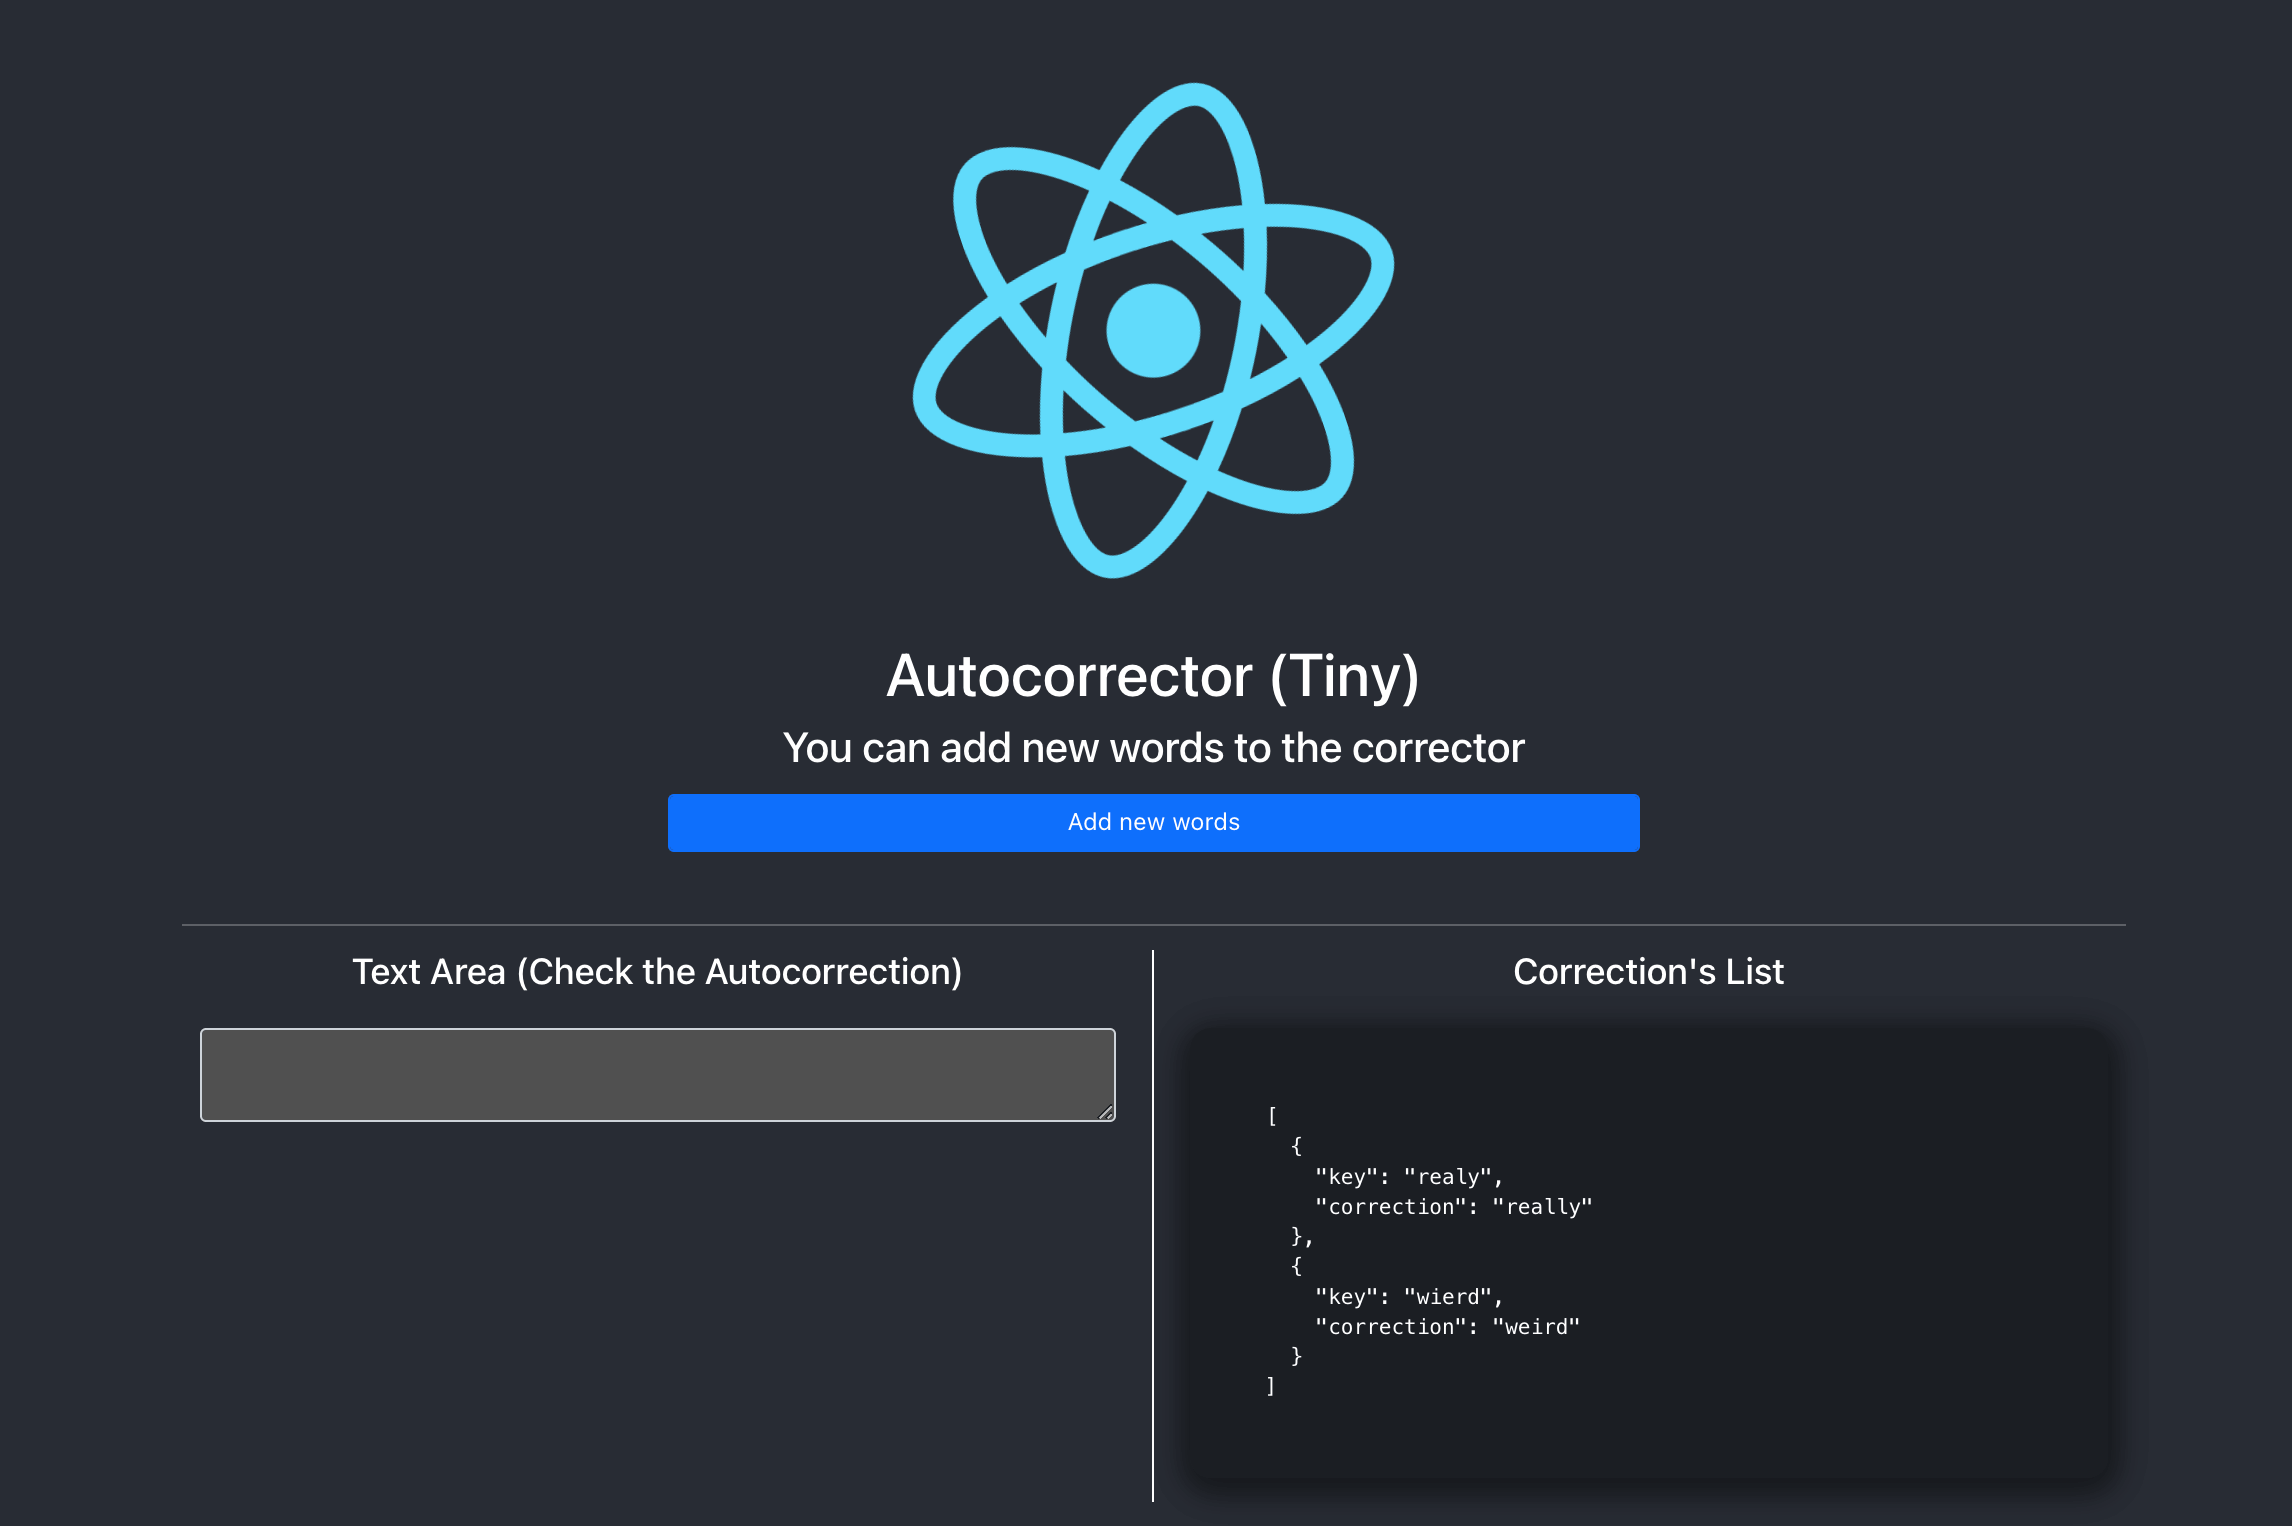 Autocorrector (Tiny)
You can add new words to the corrector
Add new words
Text Area (Check the Autocorrection)
Correction's List
[
  {
    "key": "realy",
    "correction": "really"
  },
  {
    "key": "wierd",
    "correction": "weird"
  }
]